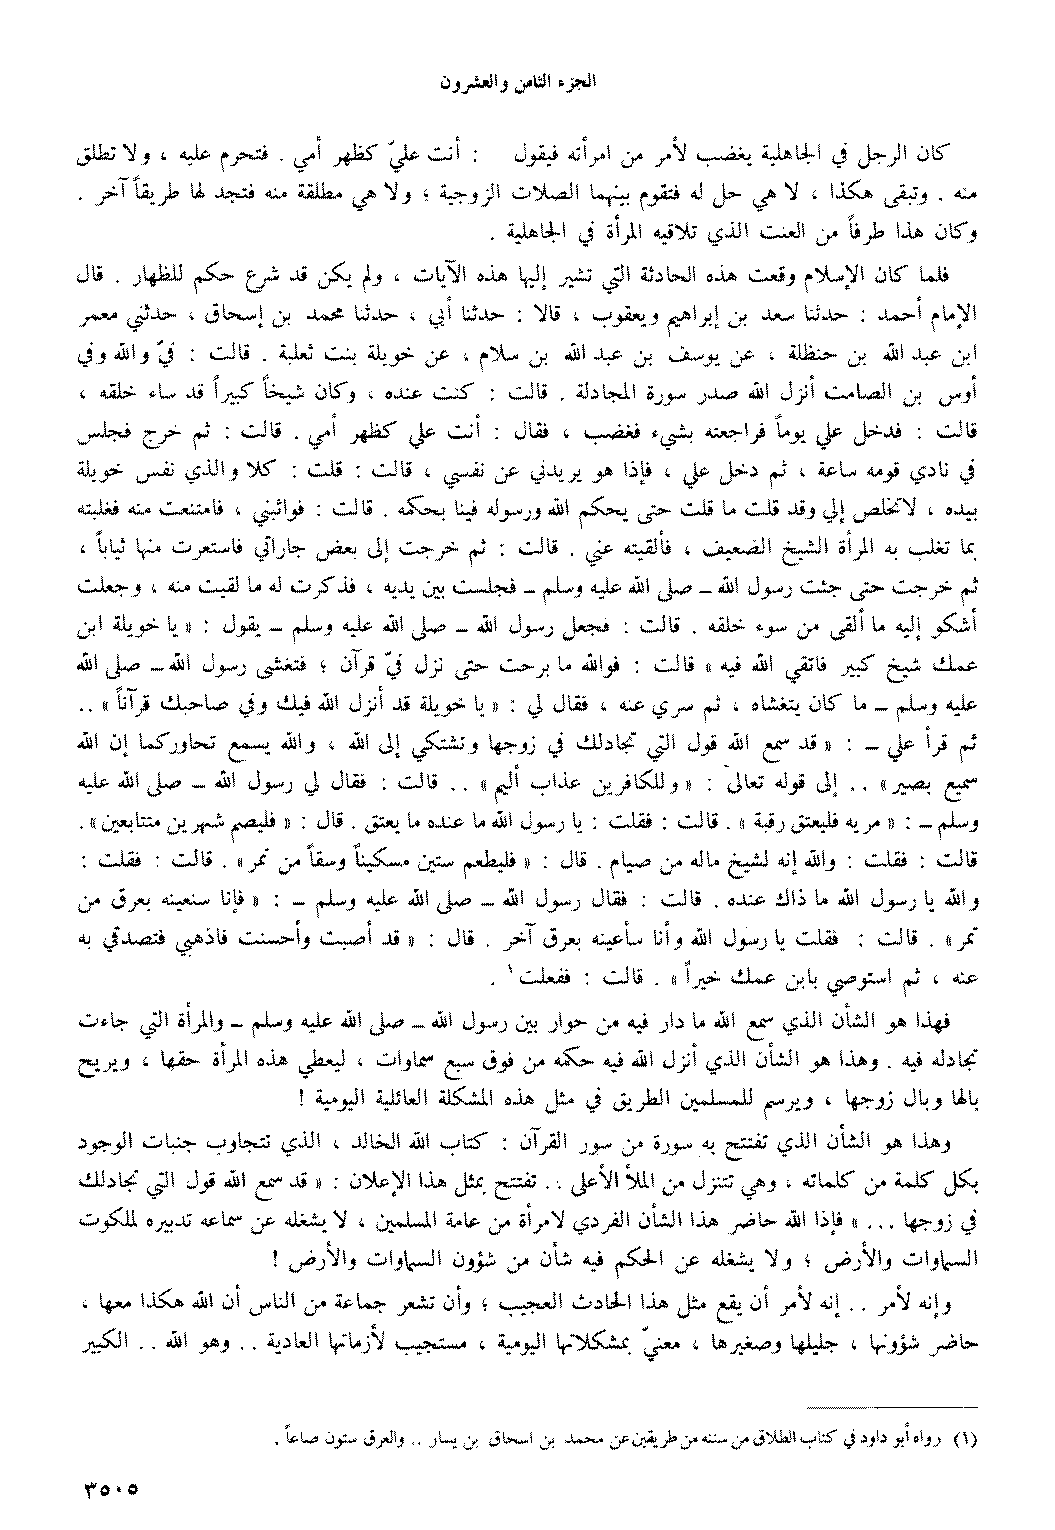 الجزء الثامن والعشرون
كان الرجل في الجاهلية يغضب لأمر من امرأته فيقول : أنت عليّ كظهر أمي . فتحرم عليه ، ولا تطلق
منه . وتبقى هكذا ، لا هي حل له فتقوم بينهما الصلات الزوجية ؛ ولا هي مطلقة منه فتجد لها طريقاً آخر .
وكان هذا طرفاً من العنت الذي تلاقيه المرأة في الجاهلية .
فلما كان الإسلام وقعت هذه الحادثة التي تشير إليها هذه الآيات ، ولم يكن قد شرع حكم للظهار . قال
الإمام أحمد : حدثنا سعد بن إبراهيم ويعقوب ، قالا : حدثنا أبي ، حدثنا محمد بن إسحاق ، حدثني معمر
ابن عبد الله بن حنظلة ، عن يوسف بن عبد الله بن سلام ، عن خويلة بنت ثعلبة . قالت : فيّ والله وفي
أوس بن الصامت أنزل الله صدر سورة المجادلة . قالت : كنت عنده ، وكان شيخاً كبيراً قد ساء خلقه ،
قالت : فدخل علي يوماً فراجعته بشيء فغضب ، فقال : أنت علي كظهر أمي . قالت : ثم خرج فجلس
في نادي قومه ساعة ، ثم دخل علي ، فإذا هو يريدني عن نفسي ، قالت : قلت : كلا والذي نفس خويلة
بيده ، لاتخلص إلي وقد قلت ما قلت حتى يحكم الله ورسوله فينا بحكمه . قالت : فواثبني ، فامتنعت منه فغلبته
بما تغلب به المرأة الشيخ الضعيف ، فألقيته عني . قالت : ثم خرجت إلى بعض جاراتي فاستعرت منها ثياباً ،
ثم خرجت حتى جئت رسول الله – صلى الله عليه وسلم – فجلست بين يديه ، فذكرت له ما لقيت منه ، وجعلت
أشكو إليه ما ألقى من سوء خلقه . قالت : فجعل رسول الله – صلى الله عليه وسلم – يقول : « يا خويلة ابن
عمك شيخ كبير فاتقي الله فيه » قالت : فوالله ما برحت حتى نزل فيّ قرآن ؛ فتغشى رسول الله – صلى الله
عليه وسلم – ما كان يتغشاه ، ثم سري عنه ، فقال لي : « يا خويلة قد أنزل الله فيك وفي صاحبك قرآناً » ..
ثم قرأ علي – : « قد سمع الله قول التي تجادلك في زوجها وتشتكي إلى الله ، والله يسمع تحاوركما إن الله
سميع بصير » .. إلى قوله تعالى : « وللكافرين عذاب أليم » .. قالت : فقال لي رسول الله – صلى الله عليه
وسلم – : « مريه فليعتق رقبة » . قالت : فقلت : يا رسول الله ما عنده ما يعتق . قال : « فليصم شهرين متتابعين » .
قالت : فقلت : والله إنه لشيخ ماله من صيام . قال : « فليطعم ستين مسكيناً وسقاً من تمر » . قالت : فقلت :
والله يا رسول الله ما ذاك عنده . قالت : فقال رسول الله – صلى الله عليه وسلم – : « فإنا سنعينه بعرق من
تمر » . قالت : فقلت يا رسول الله وأنا سأعينه بعرق آخر . قال : « قد أصبت وأحسنت فاذهبي فتصدقي به
عنه ، ثم استوصي بابن عمك خيراً » . قالت : ففعلت ١ .
فهذا هو الشأن الذي سمع الله ما دار فيه من حوار بين رسول الله – صلى الله عليه وسلم – والمرأة التي جاءت
تجادله فيه . وهذا هو الشأن الذي أنزل الله فيه حكمه من فوق سبع سماوات ، ليعطي هذه المرأة حقها ، ويريح
بالها وبال زوجها ، ويرسم للمسلمين الطريق في مثل هذه المشكلة العائلية اليومية !
وهذا هو الشأن الذي تفتتح به سورة من سور القرآن : كتاب الله الخالد ، الذي تتجاوب جنبات الوجود
بكل كلمة من كلماته ، وهي تتنزل من الملأ الأعلى .. تفتتح بمثل هذا الإعلان : « قد سمع الله قول التي تجادلك
في زوجها ... » فإذا الله حاضر هذا الشأن الفردي لامرأة من عامة المسلمين ، لا يشغله عن سماعه تدبيره لملكوت
السماوات والأرض ؛ ولا يشغله عن الحكم فيه شأن من شؤون السماوات والأرض !
وإنه لأمر .. إنه لأمر أن يقع مثل هذا الحادث العجيب ؛ وأن تشعر جماعة من الناس أن الله هكذا معها ،
حاضر شؤونها ، جليلها وصغيرها ، معنيّ بمشكلاتها اليومية ، مستجيب لأزماتها العادية .. وهو الله .. الكبير
(١) رواه أبو داود في كتاب الطلاق من سننه من طريقين عن محمد بن اسحاق بن يسار .. والعرق ستون صاعاً .
٣٥٠٥